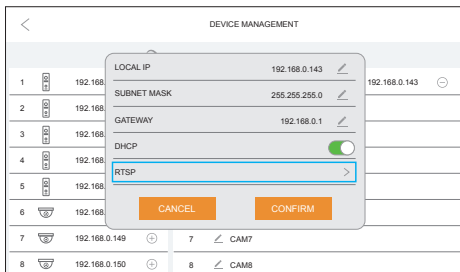 DEVICE MANAGEMENT
LOCAL IP 192.168.0.143
1 192.168. 192.168.0.143
SUBNET MASK 255.255.255.0
2 192.168.
GATEWAY 192.168.0.1
3 192.168.
DHCP
4 192.168.
RTSP >
5 192.168.
6 192.168. CANCEL CONFIRM
7 192.168.0.149 7 CAM7
8 192.168.0.150 8 CAM8